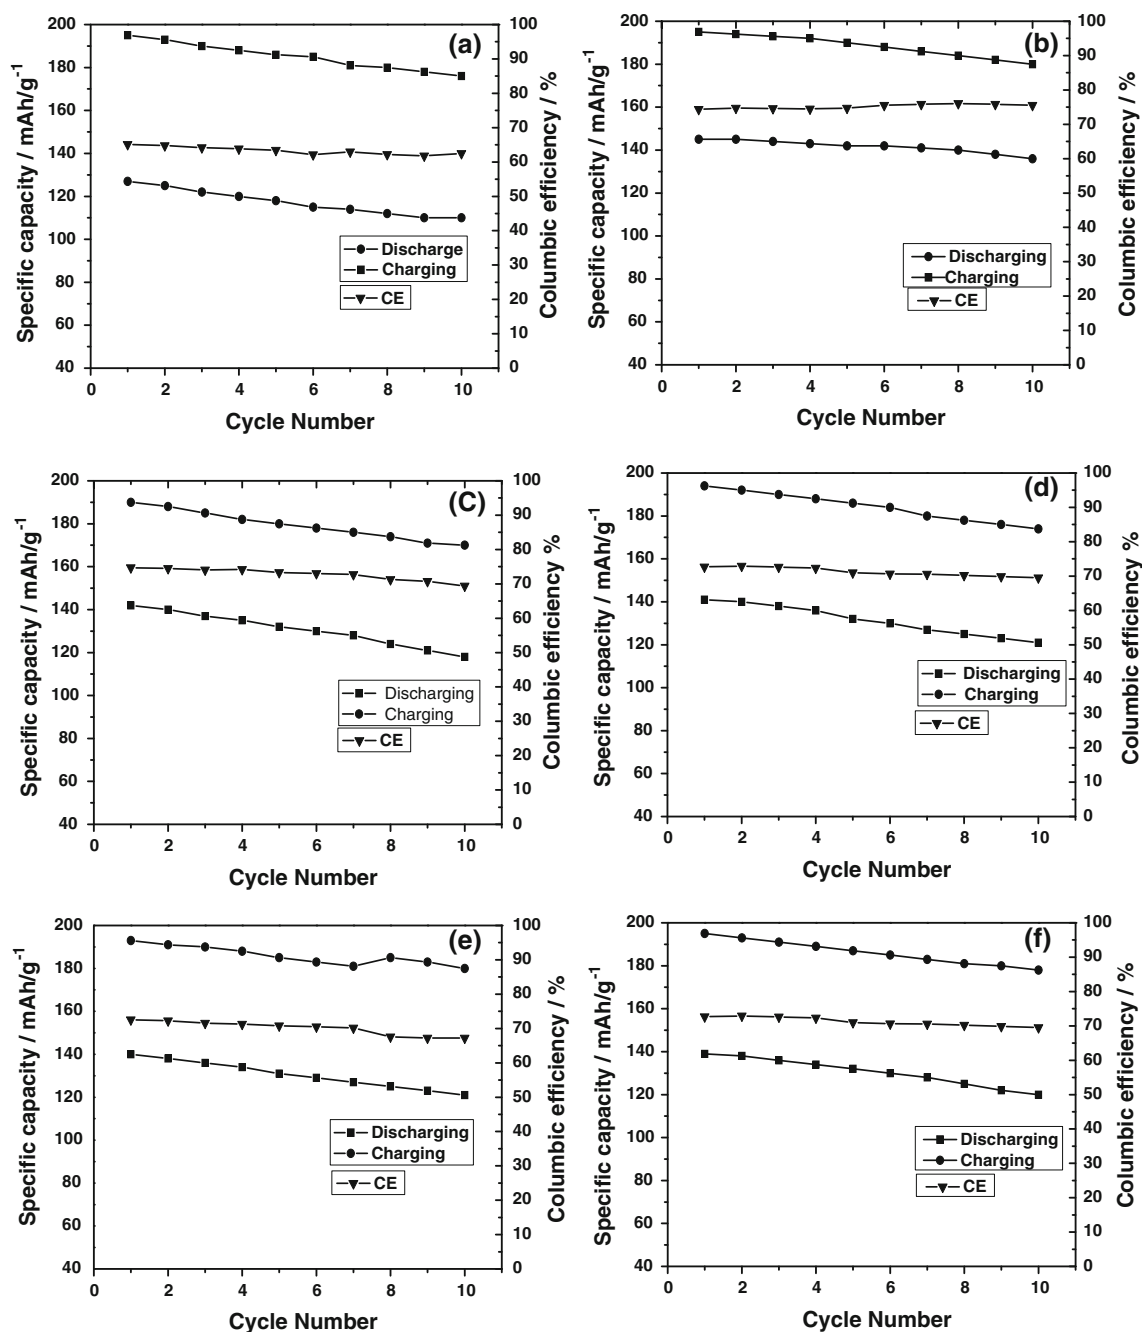 (a)
Specific capacity / mAh/g-1
200
180
160
140
120
100
80
60
40
100
90
80
70
60
50
40
30
20
10
0
Columbic efficiency / %
Discharge
Charging
CE
0 2 4 6 8 10
Cycle Number
(b)
Specific capacity / mAh/g-1
200
180
160
140
120
100
80
60
40
100
90
80
70
60
50
40
30
20
10
0
Columbic efficiency / %
Discharging
Charging
CE
0 2 4 6 8 10
Cycle Number
(C)
Specific capacity / mAh/g-1
200
180
160
140
120
100
80
60
40
100
90
80
70
60
50
40
30
20
10
0
Columbic efficiency %
Discharging
Charging
CE
0 2 4 6 8 10
Cycle Number
(d)
Specific capacity / mAh/g-1
200
180
160
140
120
100
80
60
40
100
90
80
70
60
50
40
30
20
10
0
Columbic efficiency / %
Discharging
Charging
CE
0 2 4 6 8 10
Cycle Number
(e)
Specific capacity / mAh/g-1
200
180
160
140
120
100
80
60
40
100
90
80
70
60
50
40
30
20
10
0
Columbic efficiency / %
Discharging
Charging
CE
0 2 4 6 8 10
Cycle Number
(f)
Specific capacity / mAh/g-1
200
180
160
140
120
100
80
60
40
100
90
80
70
60
50
40
30
20
10
0
Columbic efficiency / %
Discharging
Charging
CE
0 2 4 6 8 10
Cycle Number